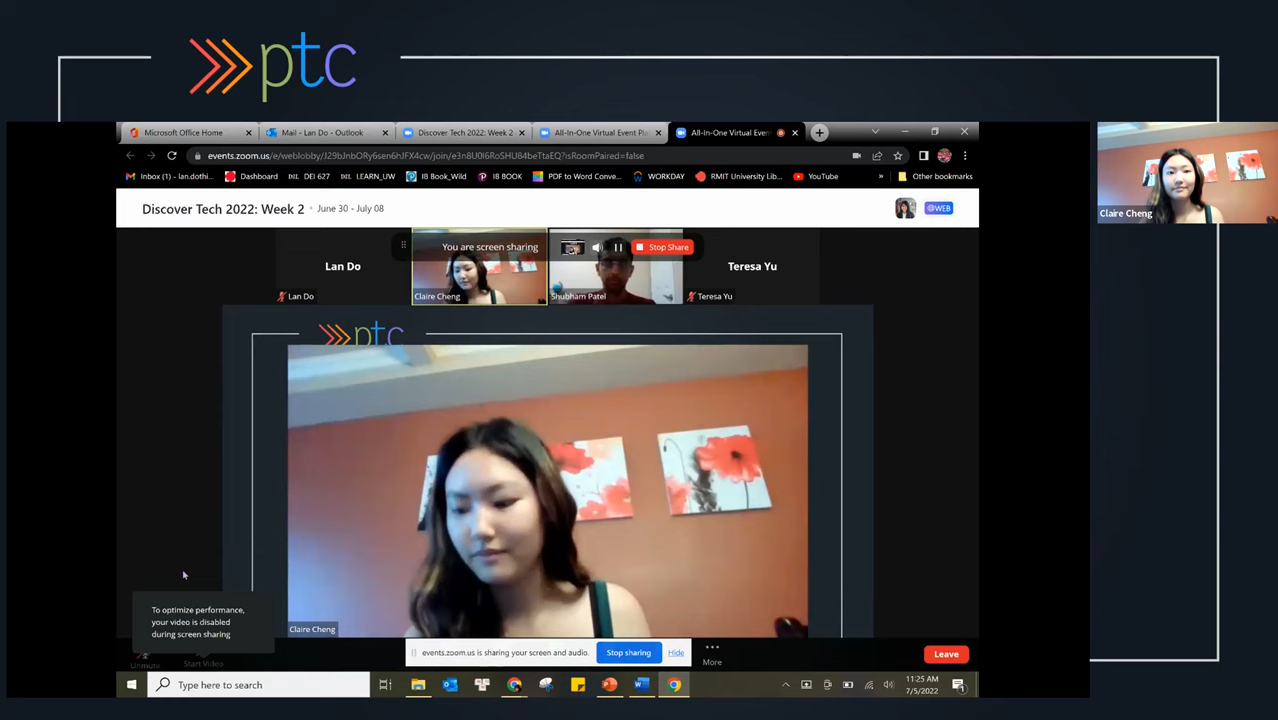 ptc
Microsoft Office Home
Mail - Lan Do - Outlook
Discover Tech 2022: Week 2
All-In-One Virtual Event Pla
All-In-One Virtual Even
events.zoom.us/e/weblobby/J29bJnbORy6sen6hJFX4cw/join/e3n8U0l6RoSHU84beTtaEQ?isRoomPaired=false
Inbox (1) - lan.dothi...
Dashboard
DEI 627
LEARN_UW
IB Book_Wild
IB BOOK
PDF to Word Conve...
WORKDAY
RMIT University Lib...
YouTube
»
Other bookmarks
Discover Tech 2022: Week 2 • June 30 - July 08
WEB
You are screen sharing
Stop Share
Lan Do
Teresa Yu
Lan Do
Claire Cheng
Shubham Patel
Teresa Yu
Claire Cheng
ptc
Claire Cheng
To optimize performance,
your video is disabled
during screen sharing
Unmute
Start Video
events.zoom.us is sharing your screen and audio.
Stop sharing
Hide
More
Leave
Type here to search
11:25 AM
7/5/2022
1